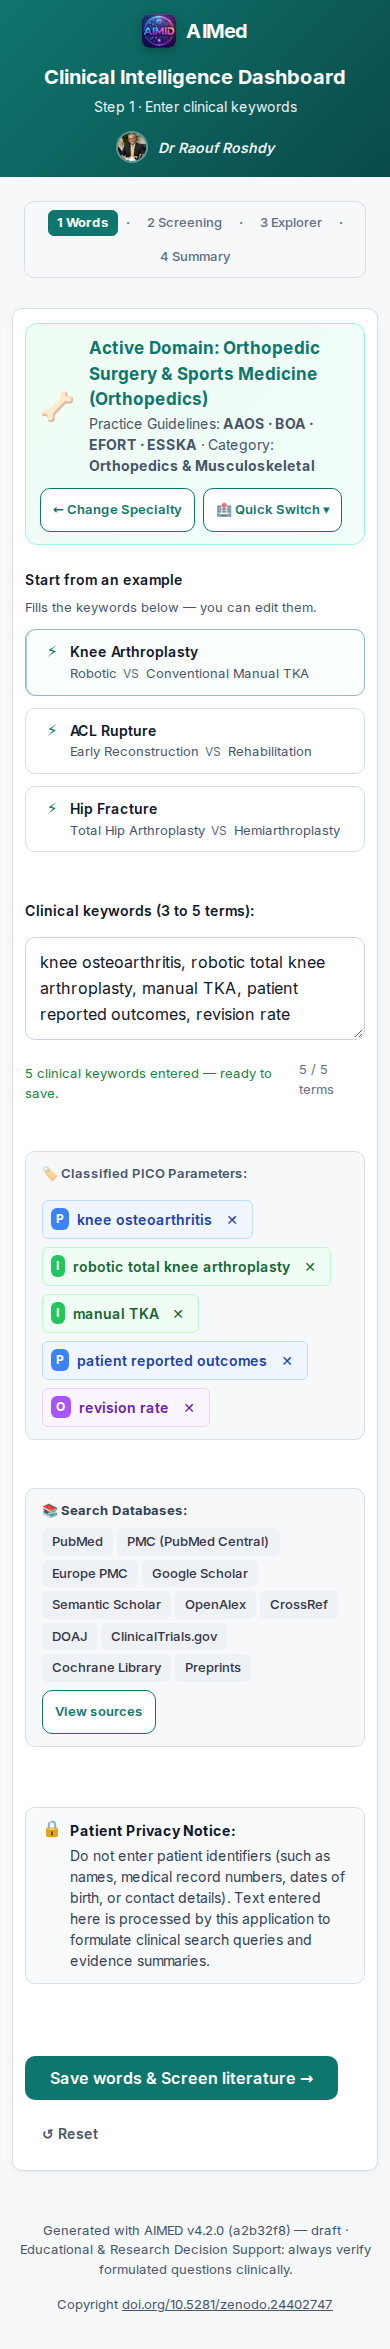 AIMID
AIMed
Clinical Intelligence Dashboard
Step 1 · Enter clinical keywords
Dr Raouf Roshdy
1 Words · 2 Screening · 3 Explorer ·
4 Summary
Active Domain: Orthopedic
Surgery & Sports Medicine
(Orthopedics)
Practice Guidelines: AAOS · BOA ·
EFORT · ESSKA · Category:
Orthopedics & Musculoskeletal
← Change Specialty
🏥 Quick Switch ▾
Start from an example
Fills the keywords below — you can edit them.
⚡ Knee Arthroplasty
Robotic VS Conventional Manual TKA
⚡ ACL Rupture
Early Reconstruction VS Rehabilitation
⚡ Hip Fracture
Total Hip Arthroplasty VS Hemiarthroplasty
Clinical keywords (3 to 5 terms):
knee osteoarthritis, robotic total knee
arthroplasty, manual TKA, patient
reported outcomes, revision rate
5 clinical keywords entered — ready to
save.
5 / 5
terms
🏷️ Classified PICO Parameters:
P knee osteoarthritis ✕
I robotic total knee arthroplasty ✕
I manual TKA ✕
P patient reported outcomes ✕
O revision rate ✕
📚 Search Databases:
PubMed PMC (PubMed Central)
Europe PMC Google Scholar
Semantic Scholar OpenAlex CrossRef
DOAJ ClinicalTrials.gov
Cochrane Library Preprints
View sources
🔒 Patient Privacy Notice:
Do not enter patient identifiers (such as
names, medical record numbers, dates of
birth, or contact details). Text entered
here is processed by this application to
formulate clinical search queries and
evidence summaries.
Save words & Screen literature →
↺ Reset
Generated with AIMED v4.2.0 (a2b32f8) — draft ·
Educational & Research Decision Support: always verify
formulated questions clinically.
Copyright doi.org/10.5281/zenodo.24402747